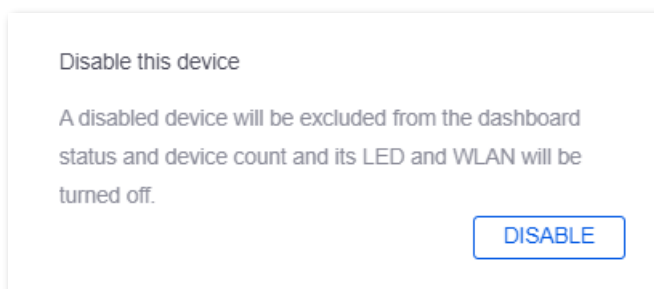 Disable this device
A disabled device will be excluded from the dashboard
status and device count and its LED and WLAN will be
turned off.
DISABLE